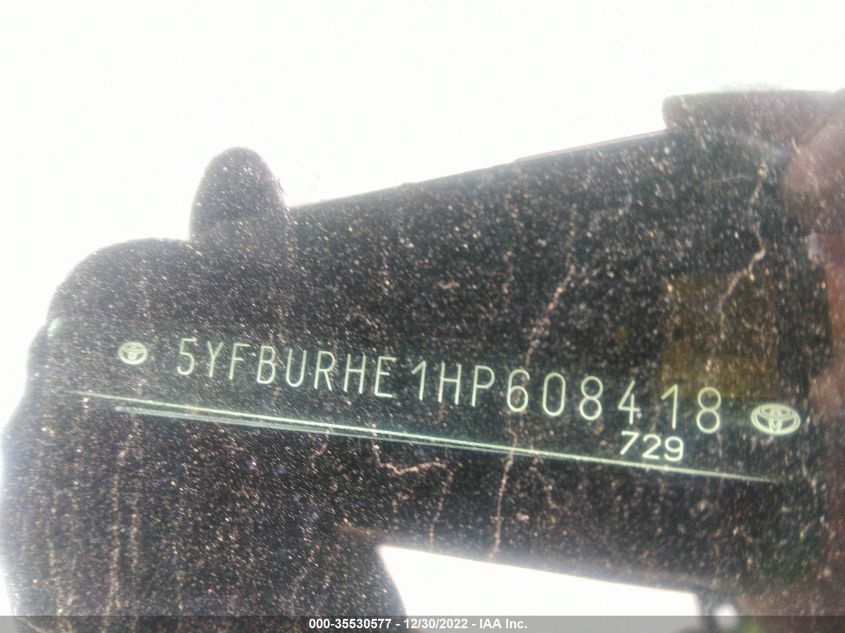 5YFBURHE1HP608418
729
000-35530577 - 12/30/2022 - IAA Inc.